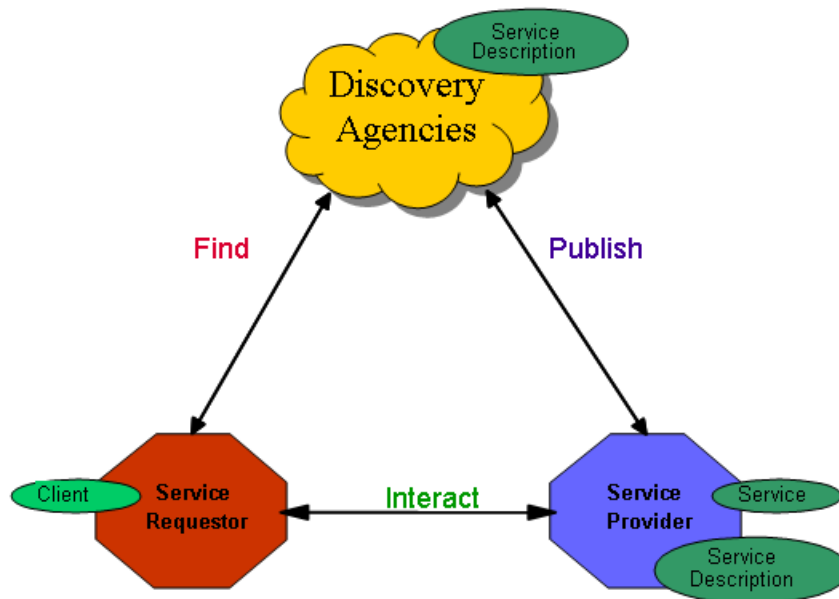 Service
Description
Discovery
Agencies
Find
Publish
Client
Service
Requestor
Interact
Service
Provider
Service
Service
Description